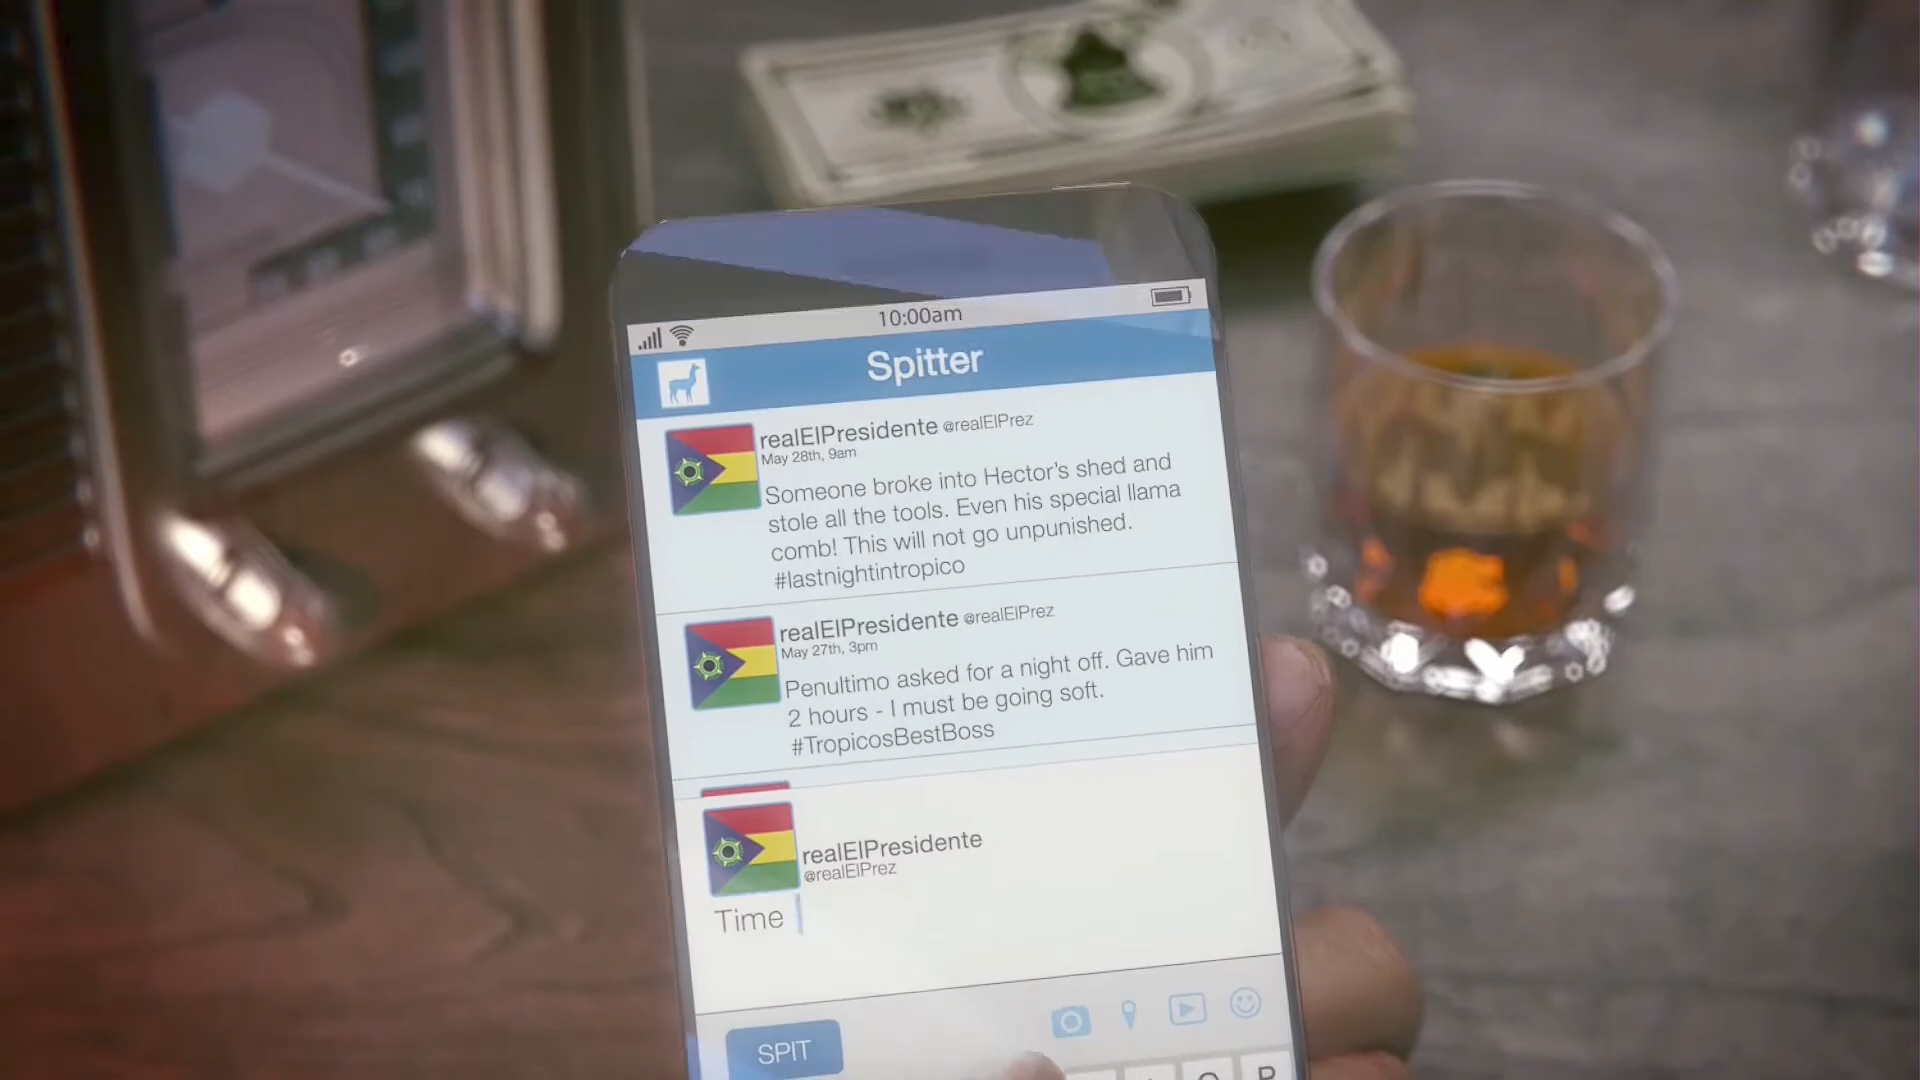 10:00am
Spitter
realElPresidente @realElPrez
May 28th, 9am
Someone broke into Hector's shed and
stole all the tools. Even his special llama
comb! This will not go unpunished.
#lastnightintropico
realElPresidente @realElPrez
May 27th, 3pm
Penultimo asked for a night off. Gave him
2 hours - I must be going soft.
#TropicosBestBoss
realElPresidente
@realElPrez
Time
SPIT
O P